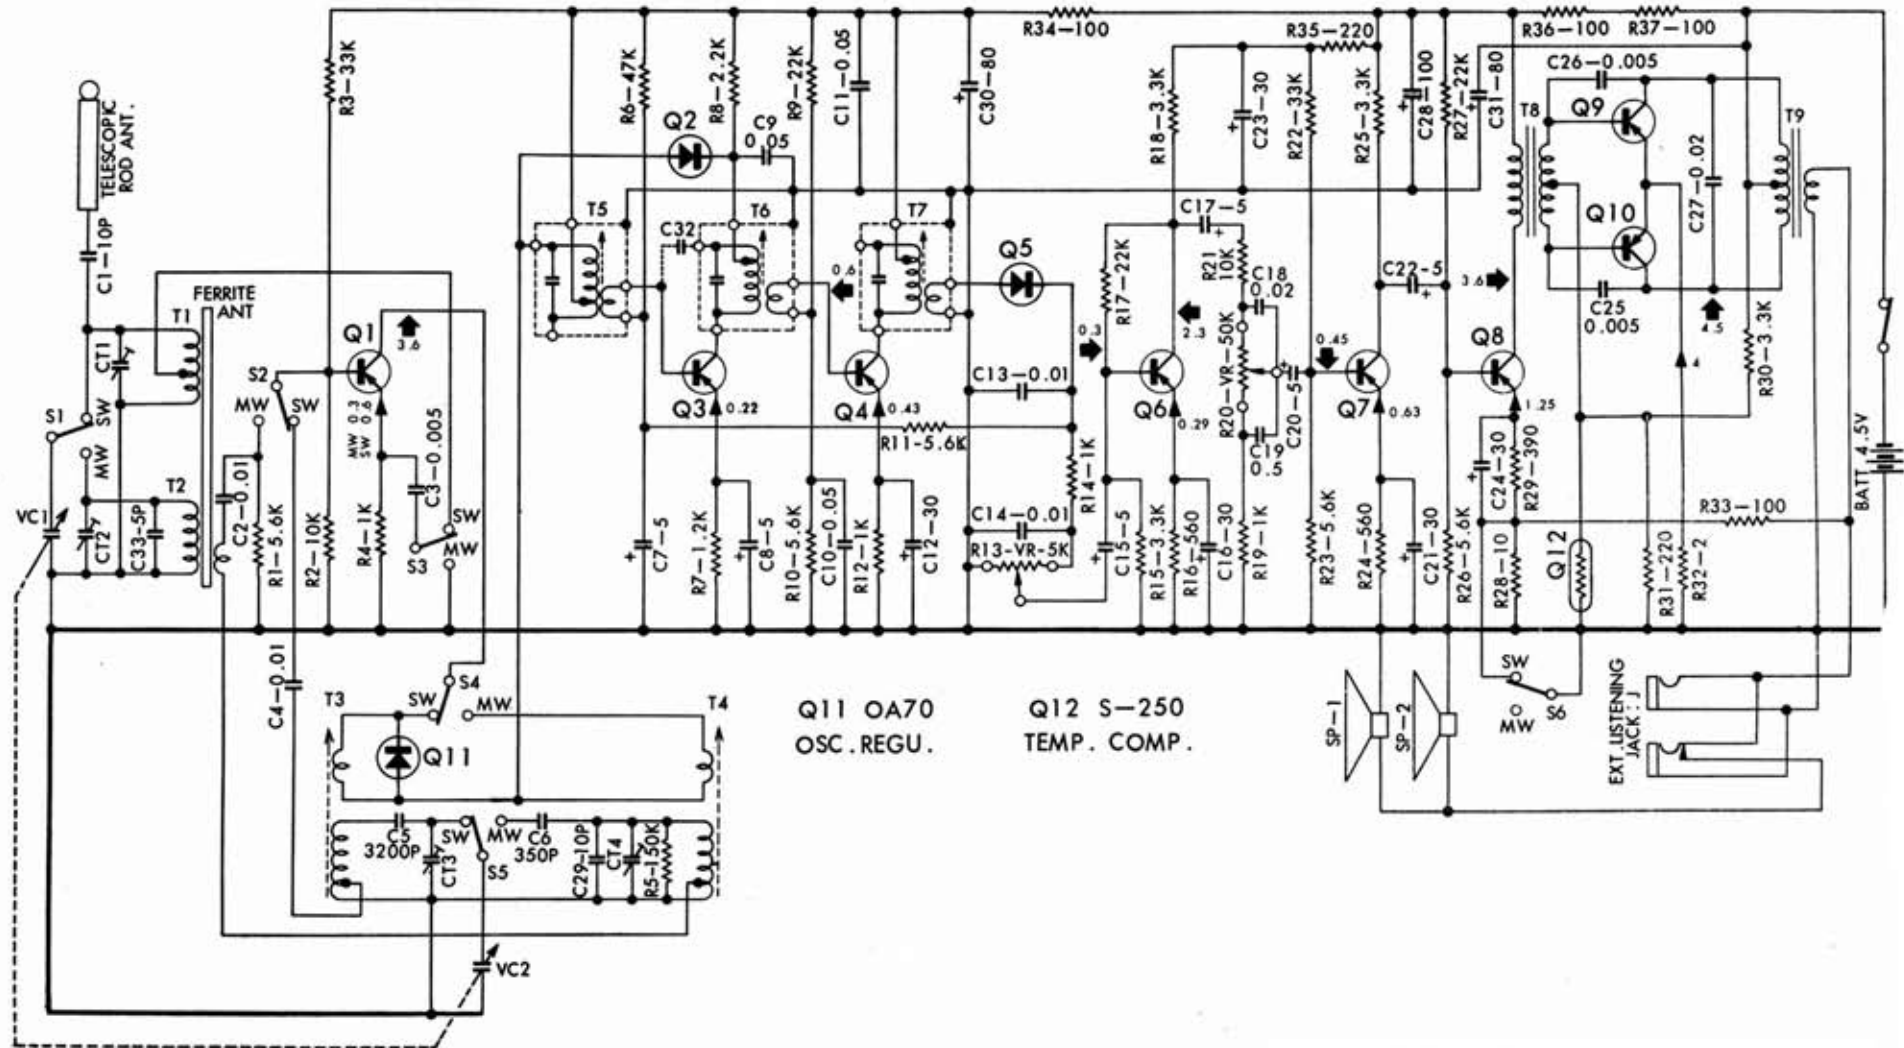 R34-100
R35-220
R36-100
R37-100
TELESCOPIC
ROD ANT.
C1-10P
R3-33K
R6-47K
Q2
R8-2.2K
C9
0.05
R9-22K
C11-0.05
C30-80
R18-3.3K
C23-30
R22-33K
R25-3.3K
C28-100
R27-22K
C31-80
C26-0.005
Q9
T8
T9
C27-0.02
Q10
C25
0.005
4.5
T5
C32
T6
0.6
T7
Q5
C17-5
R21
10K
C18
0.02
R17-22K
2.3
0.3
C22-5
3.6
FERRITE
ANT
T1
CT1
Q1
3.6
S2
MW
SW
S1
SW
MW
MW 0.3
SW 0.6
T2
VC1
CT2
C33-5P
C2-0.01
R1-5.6K
R2-10K
R4-1K
C3-0.005
SW
MW
S3
Q3
0.22
Q4
0.43
R11-5.6K
C13-0.01
R14-1K
C14-0.01
R13-VR-5K
Q6
0.29
R20-VR-50K
C19
0.5
C20-5
0.45
Q7
0.63
Q8
1.25
4
R30-3.3K
BATT 4.5V
C7-5
R7-1.2K
C8-5
R10-5.6K
C10-0.05
R12-1K
C12-30
C15-5
R15-3.3K
R16-560
C16-30
R19-1K
R23-5.6K
R24-560
C21-30
R26-5.6K
C24-30
R29-390
R28-10
Q12
R33-100
R31-220
R32-2
C4-0.01
T3
SW
S4
MW
T4
Q11
Q11 OA70
OSC.REGU.
Q12 S-250
TEMP. COMP.
SP-1
SP-2
SW
MW
S6
EXT. LISTENING
JACK: J
C5
3200P
CT3
SW
S5
MW
C6
350P
C29-10P
CT4
R5-150K
VC2